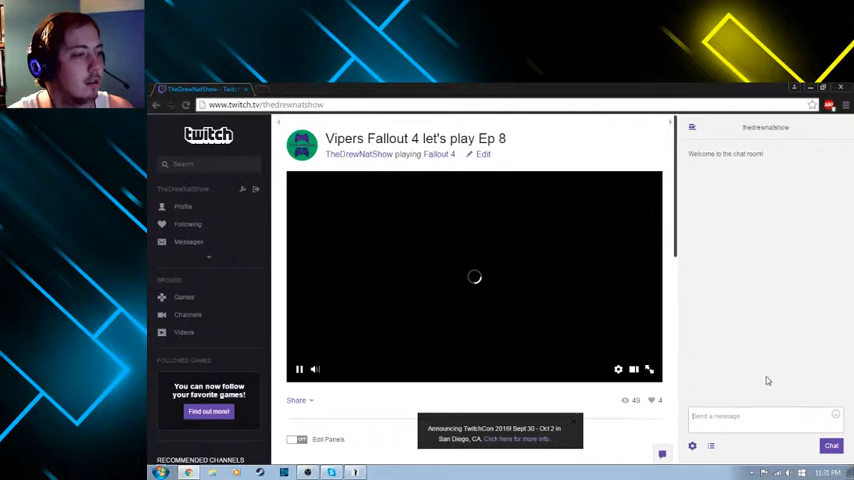 TheDrewNatShow - Twitch
www.twitch.tv/thedrewnatshow
twitch
Search
TheDrewNatShow
Profile
Following
Messages
BROWSE
Games
Channels
Videos
FOLLOWED GAMES
You can now follow
your favorite games!
Find out more!
RECOMMENDED CHANNELS
Vipers Fallout 4 let's play Ep 8
TheDrewNatShow playing Fallout 4 Edit
Share
49
4
OFF Edit Panels
Announcing TwitchCon 2016! Sept 30 - Oct 2 in
San Diego, CA. Click here for more info.
thedrewnatshow
Welcome to the chat room!
Send a message
Chat
11:31 PM